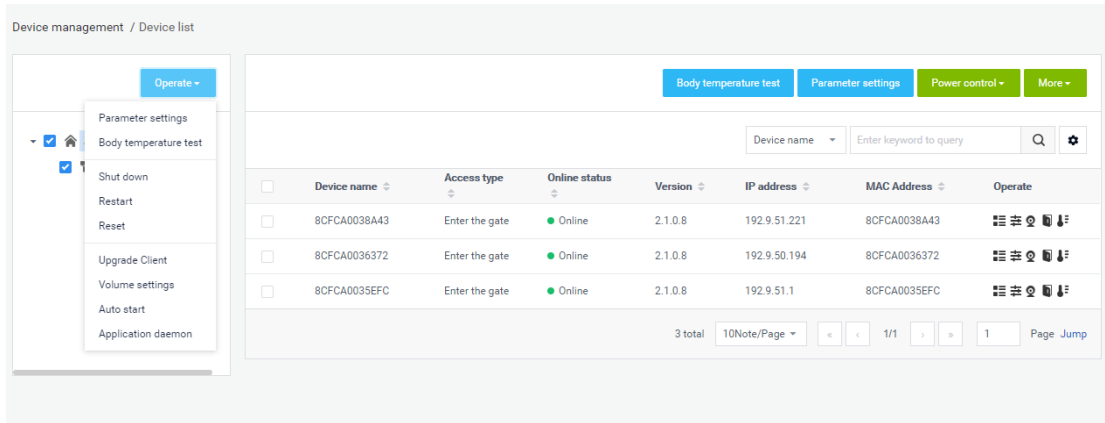 Device management / Device list
Operate
Parameter settings
Body temperature test
Shut down
Restart
Reset
Upgrade Client
Volume settings
Auto start
Application daemon
Body temperature test Parameter settings Power control More
Device name Enter keyword to query
Device name Access type Online status Version IP address MAC Address Operate
8CFCA0038A43 Enter the gate Online 2.1.0.8 192.9.51.221 8CFCA0038A43
8CFCA0036372 Enter the gate Online 2.1.0.8 192.9.50.194 8CFCA0036372
8CFCA0035EFC Enter the gate Online 2.1.0.8 192.9.51.1 8CFCA0035EFC
3 total 10Note/Page « ‹ 1/1 › » 1 Page Jump